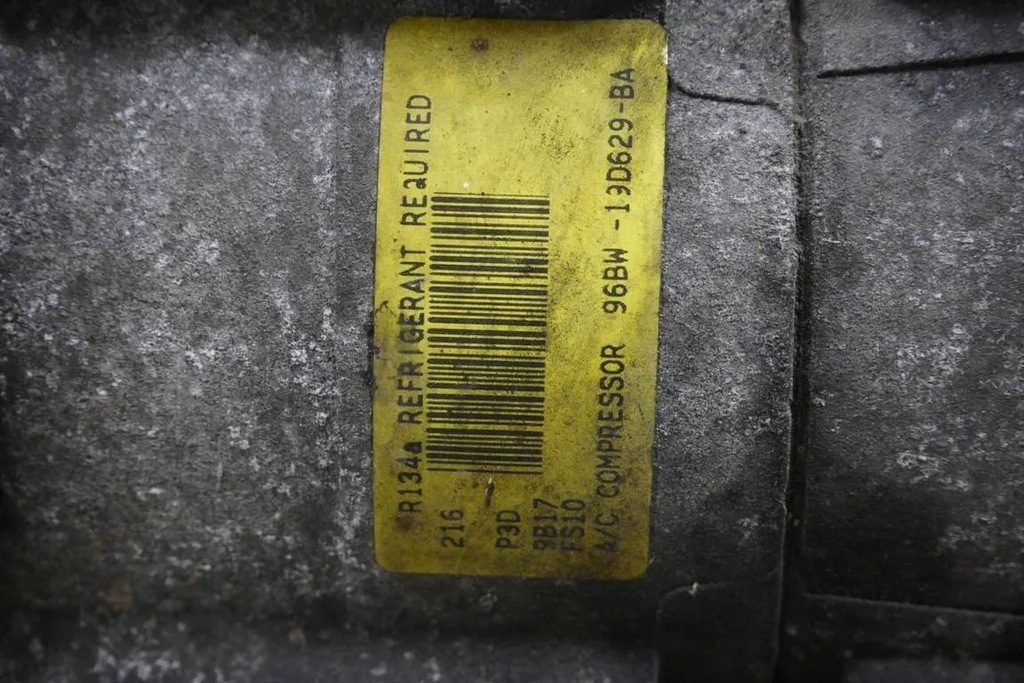 R134a REFRIGERANT REQUIRED
216
P3D
9B17
FS10
A/C COMPRESSOR 96BW -19D629-BA